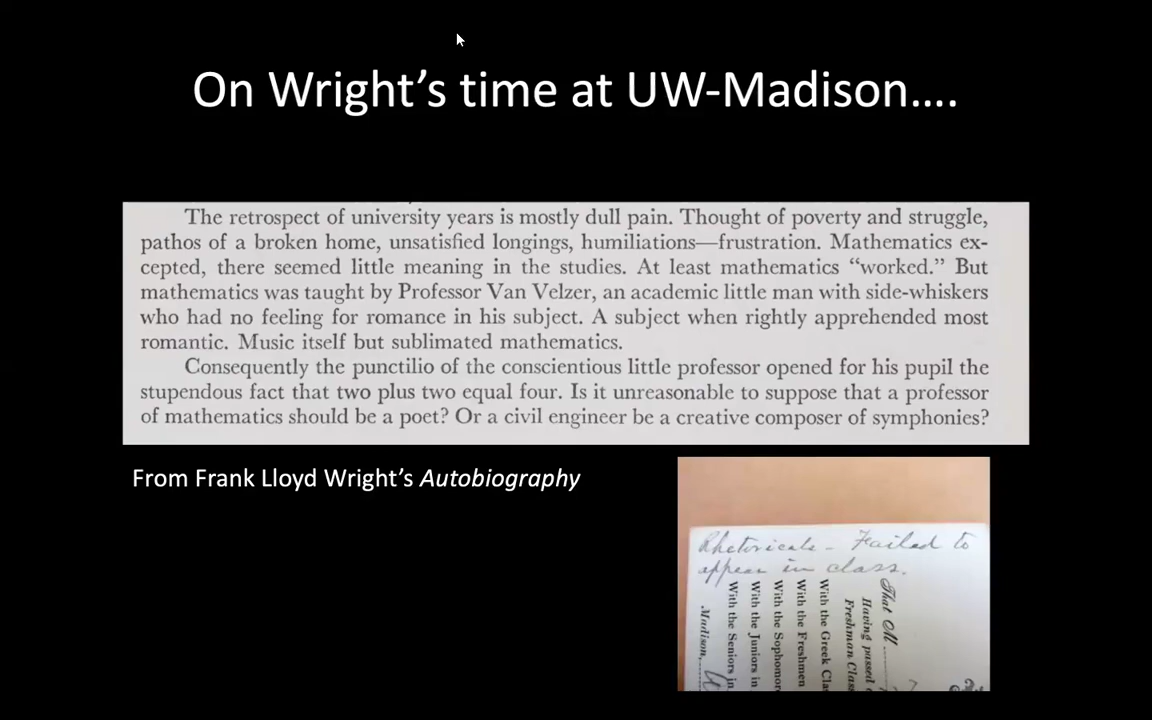 On Wright's time at UW-Madison….
The retrospect of university years is mostly dull pain. Thought of poverty and struggle,
pathos of a broken home, unsatisfied longings, humiliations—frustration. Mathematics ex-
cepted, there seemed little meaning in the studies. At least mathematics “worked.” But
mathematics was taught by Professor Van Velzer, an academic little man with side-whiskers
who had no feeling for romance in his subject. A subject when rightly apprehended most
romantic. Music itself but sublimated mathematics.
Consequently the punctilio of the conscientious little professor opened for his pupil the
stupendous fact that two plus two equal four. Is it unreasonable to suppose that a professor
of mathematics should be a poet? Or a civil engineer be a creative composer of symphonies?
From Frank Lloyd Wright’s Autobiography
Rhetoricals - Failed to
appear in class.
That M
Having passed
Freshman Class
With the Greek Cla
With the Freshmen
With the Sophomor
With the Juniors in
With the Seniors in
Madison,